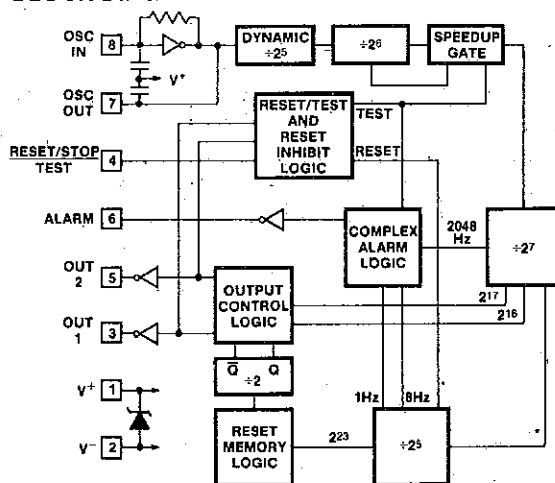 OSC IN
8
V⁺
OSC OUT
7
DYNAMIC ÷2⁵
÷2⁶
SPEEDUP GATE
RESET/STOP
TEST
4
RESET/TEST AND RESET INHIBIT LOGIC
TEST
RESET
ALARM
6
COMPLEX ALARM LOGIC
2048 Hz
÷2⁷
OUT 2
5
OUT 1
3
OUTPUT CONTROL LOGIC
2¹⁷
2¹⁶
Q̅
Q
÷2
1Hz
8Hz
V⁺
1
V⁻
2
RESET MEMORY LOGIC
2²³
÷2⁵